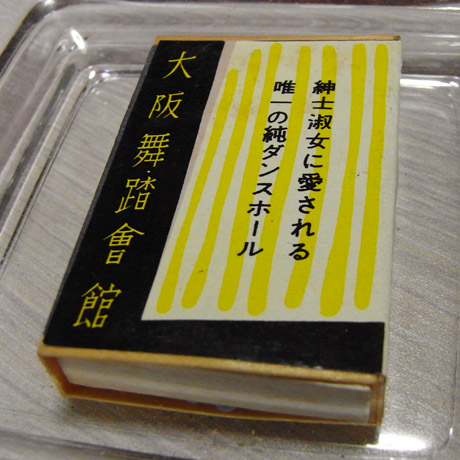 紳士淑女に愛される
唯一の純ダンスホール
大阪舞踏會館